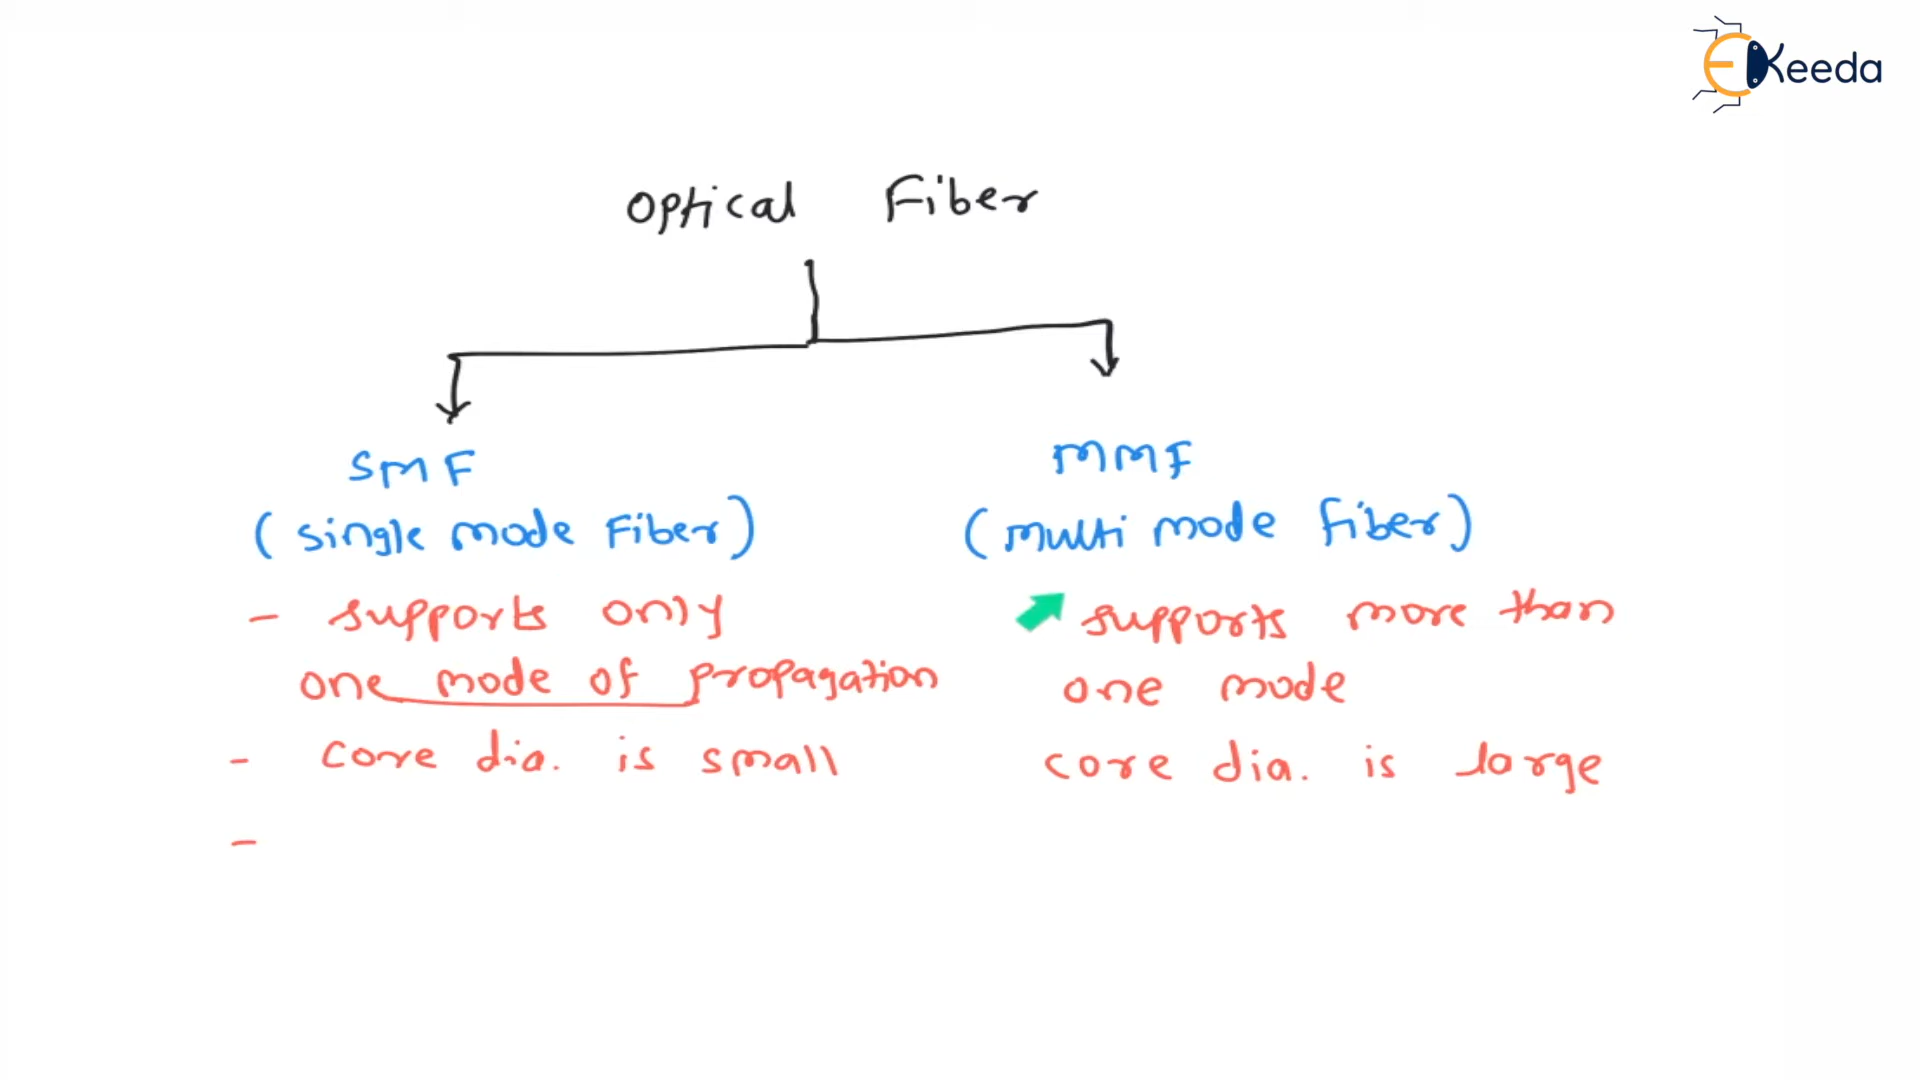 EKeeda
Optical Fiber
SMF
(single mode Fiber)
- supports only
one mode of propagation
- core dia. is small
-
MMF
(multi mode fiber)
supports more than
one mode
core dia. is large